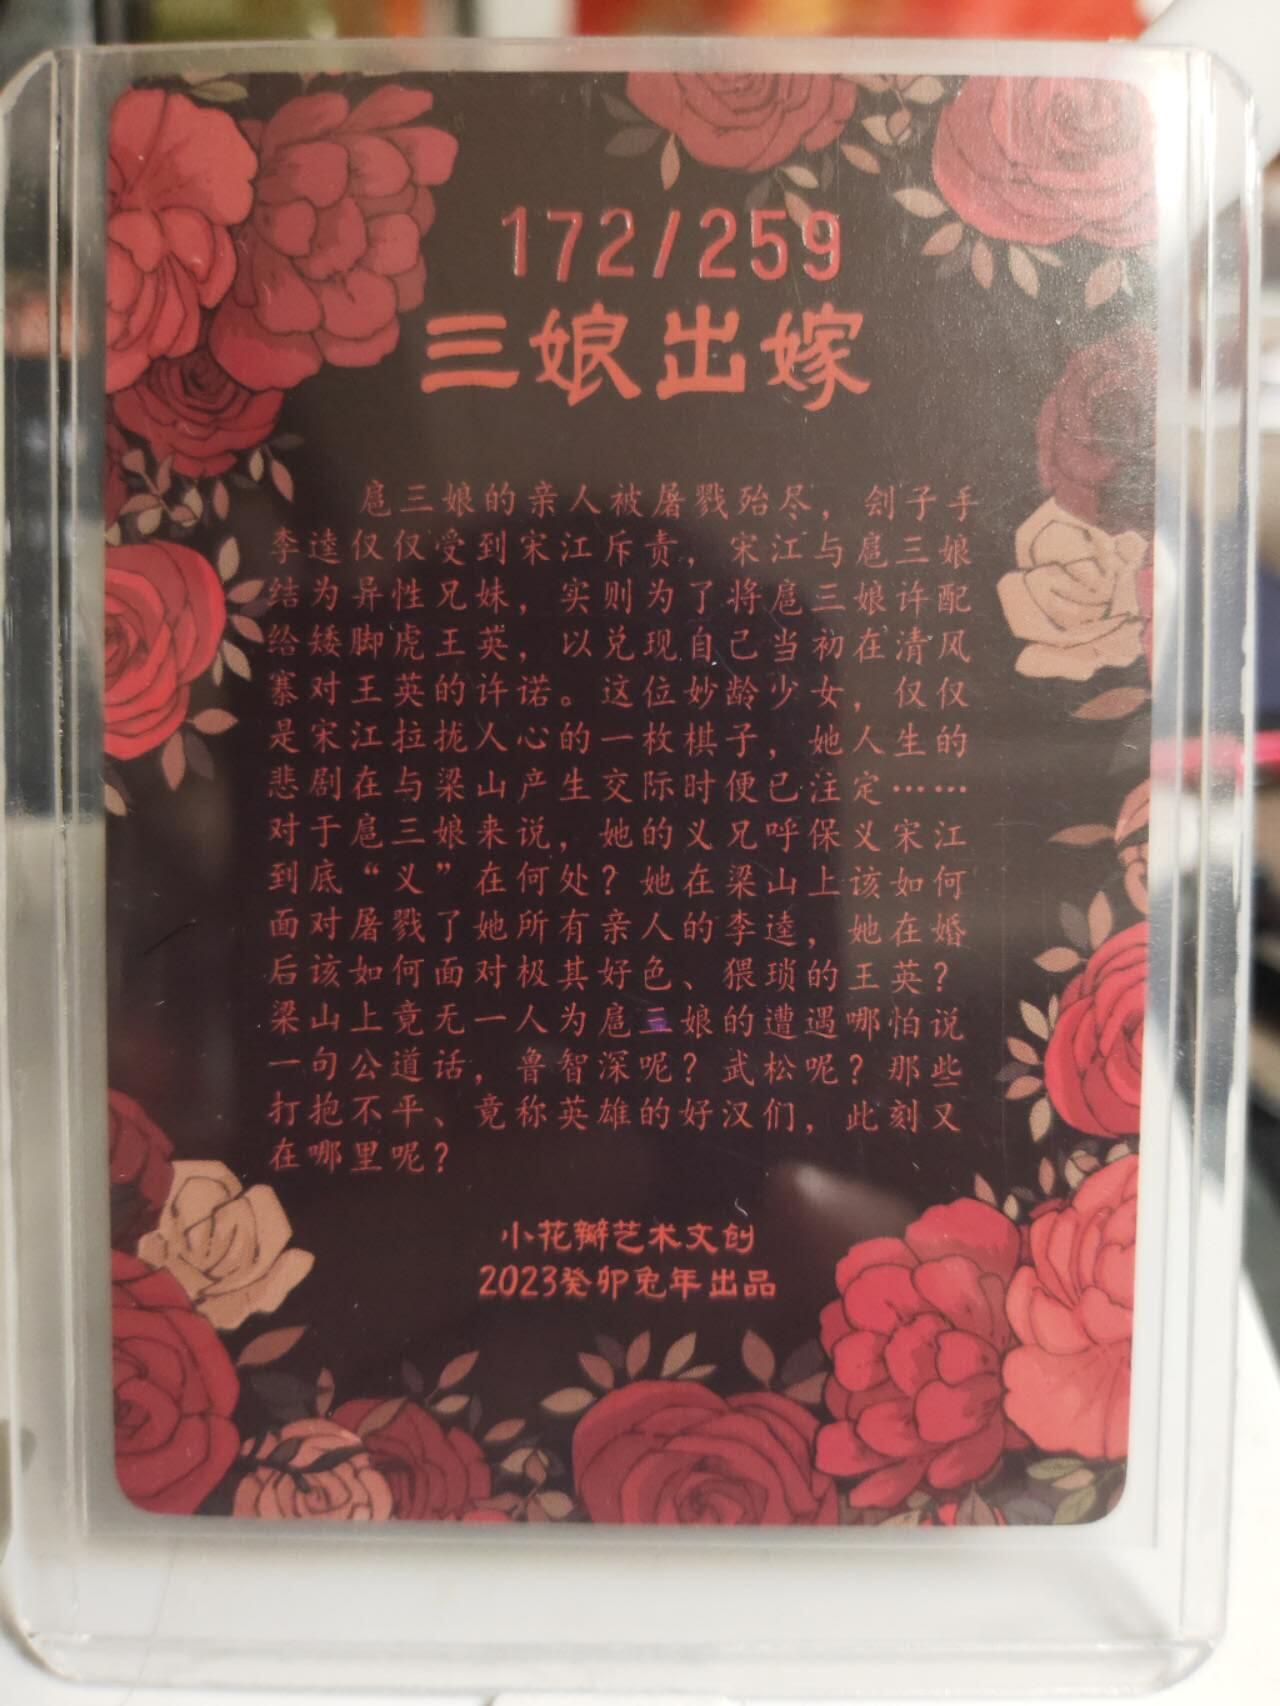 172/259
三娘出嫁
扈三娘的亲人被屠戮殆尽，刽子手
李逵仅仅受到宋江斥责，宋江与扈三娘
结为异性兄妹，实则为了将扈三娘许配
给矮脚虎王英，以兑现自己当初在清风
寨对王英的许诺。这位妙龄少女，仅仅
是宋江拉拢人心的一枚棋子，她人生的
悲剧在与梁山产生交际时便已注定……
对于扈三娘来说，她的义兄呼保义宋江
到底“义”在何处？她在梁山上该如何
面对屠戮了她所有亲人的李逵，她在婚
后该如何面对极其好色、猥琐的王英？
梁山上竟无一人为扈三娘的遭遇哪怕说
一句公道话，鲁智深呢？武松呢？那些
打抱不平、竟称英雄的好汉们，此刻又
在哪里呢？
小花瓣艺术文创
2023癸卯兔年出品